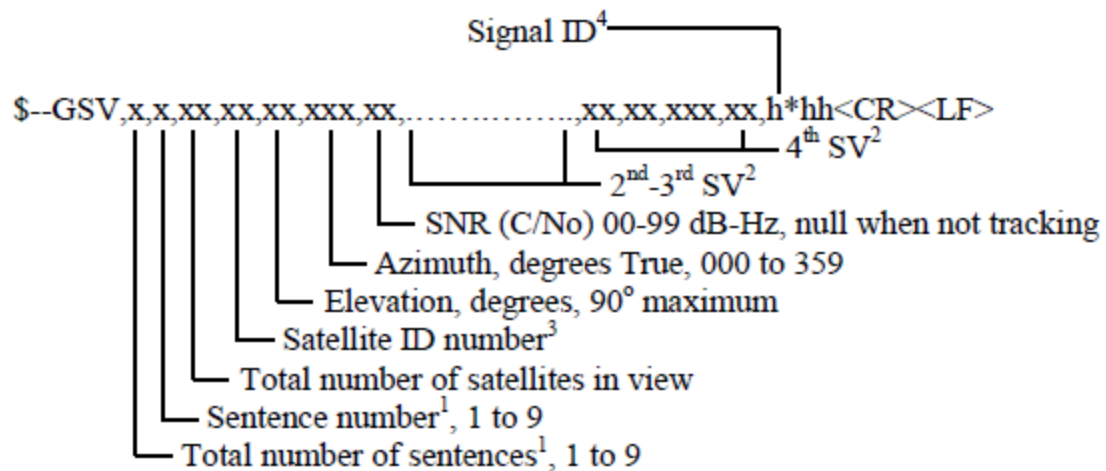 Signal ID⁴
$--GSV,x,x,xx,xx,xx,xxx,xx,……..……..,xx,xx,xxx,xx,h*hh<CR><LF>
4ᵗʰ SV²
2ⁿᵈ-3ʳᵈ SV²
SNR (C/No) 00-99 dB-Hz, null when not tracking
Azimuth, degrees True, 000 to 359
Elevation, degrees, 90° maximum
Satellite ID number³
Total number of satellites in view
Sentence number¹, 1 to 9
Total number of sentences¹, 1 to 9